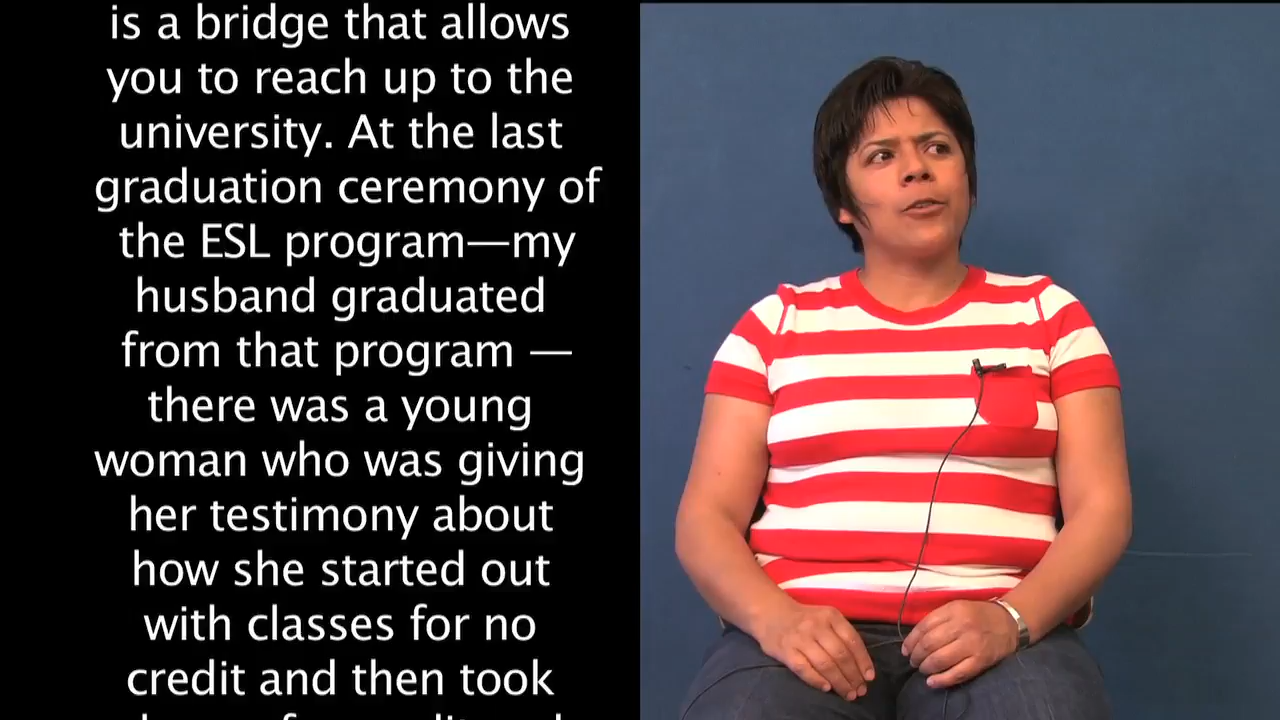 is a bridge that allows
you to reach up to the
university. At the last
graduation ceremony of
the ESL program—my
husband graduated
from that program —
there was a young
woman who was giving
her testimony about
how she started out
with classes for no
credit and then took